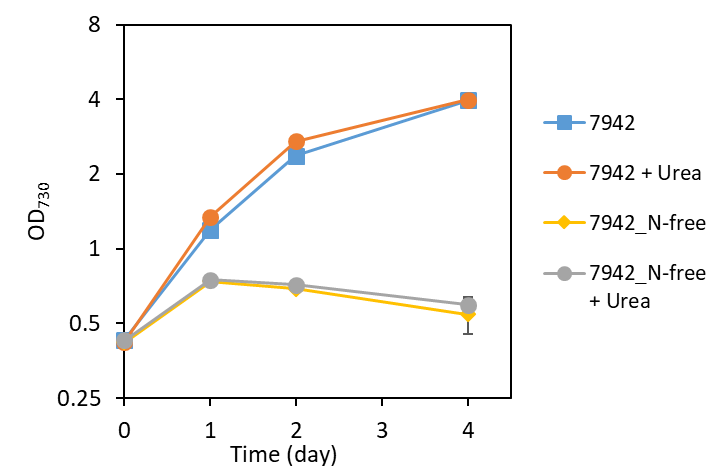 8
4
2
1
0.5
0.25
OD730
0
1
2
3
4
Time (day)
7942
7942 + Urea
7942_N-free
7942_N-free
+ Urea